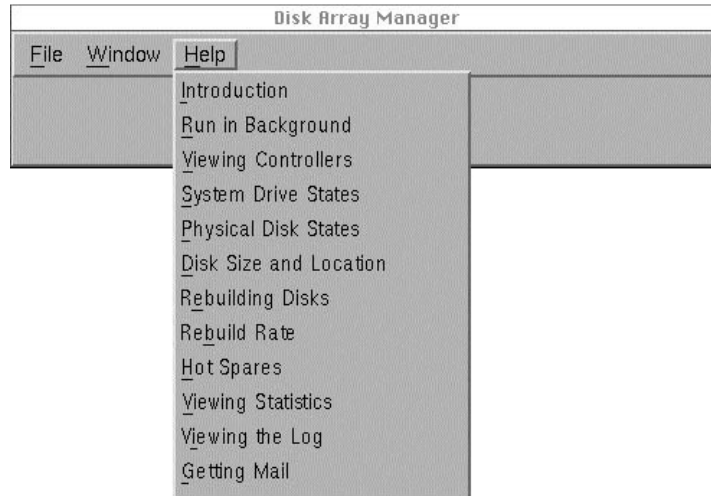 Disk Array Manager
File Window Help
Introduction
Run in Background
Viewing Controllers
System Drive States
Physical Disk States
Disk Size and Location
Rebuilding Disks
Rebuild Rate
Hot Spares
Viewing Statistics
Viewing the Log
Getting Mail